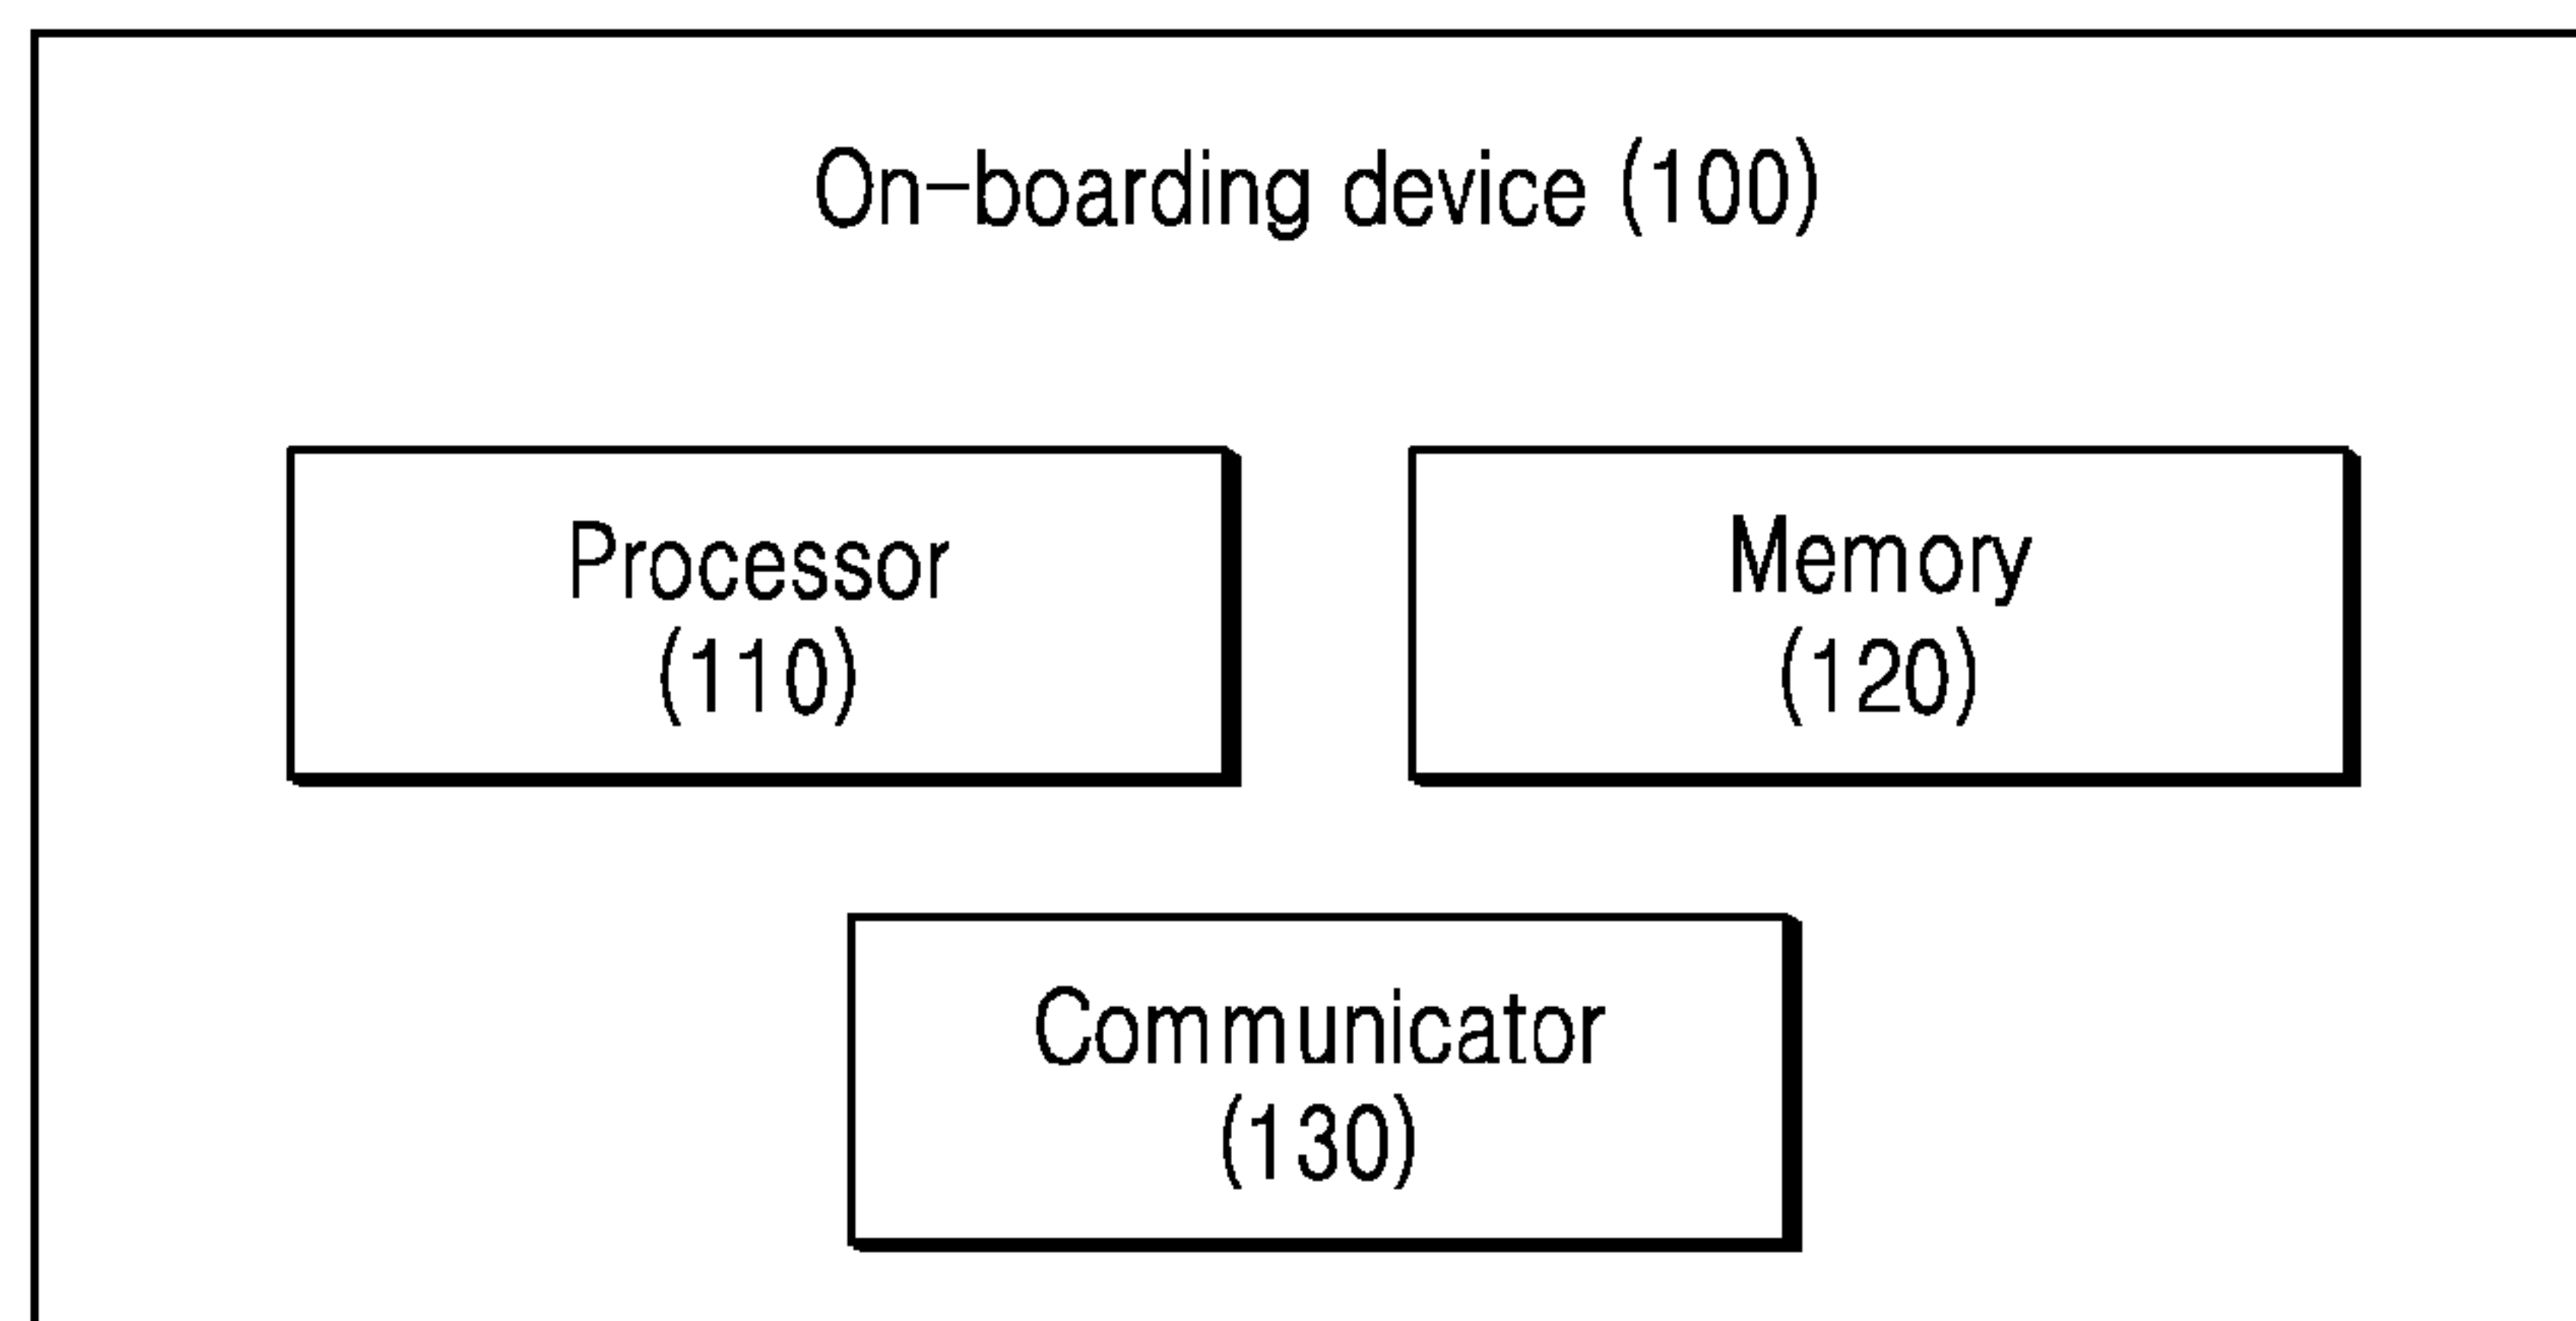 On-boarding device (100)
Processor
(110)
Memory
(120)
Communicator
(130)